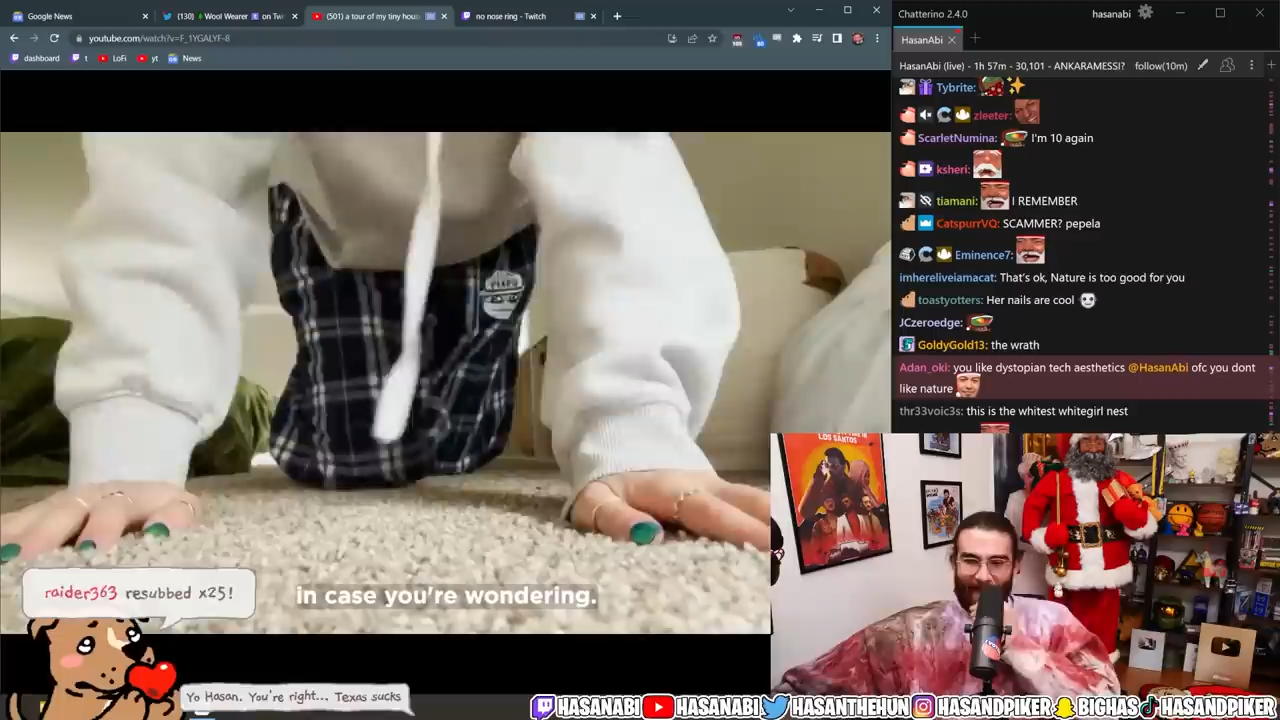 Google News
(130) 🌲 Wool Wearer on Tw
(501) a tour of my tiny hous
no nose ring - Twitch
youtube.com/watch?v=F_1YGALYF-8
dashboard
t
LoFi
yt
News
Chatterino 2.4.0
hasanabi
HasanAbi
HasanAbi (live) - 1h 57m - 30,101 - ANKARAMESSI?
follow(10m)
Tybrite:
zleeter:
ScarletNumina: I'm 10 again
ksheri:
tiamani: I REMEMBER
CatspurrVQ: SCAMMER? pepela
Eminence7:
imhereliveiamacat: That's ok, Nature is too good for you
toastyotters: Her nails are cool
JCzeroedge:
GoldyGold13: the wrath
Adan_oki: you like dystopian tech aesthetics @HasanAbi ofc you dont
like nature
thr33voic3s: this is the whitest whitegirl nest
LOS SANTOS
in case you're wondering.
raider363 resubbed x25!
Yo Hasan. You're right... Texas sucks
HASANABI
HASANABI
HASANTHEHUN
HASANDPIKER
BIGHAS
HASANDPIKER